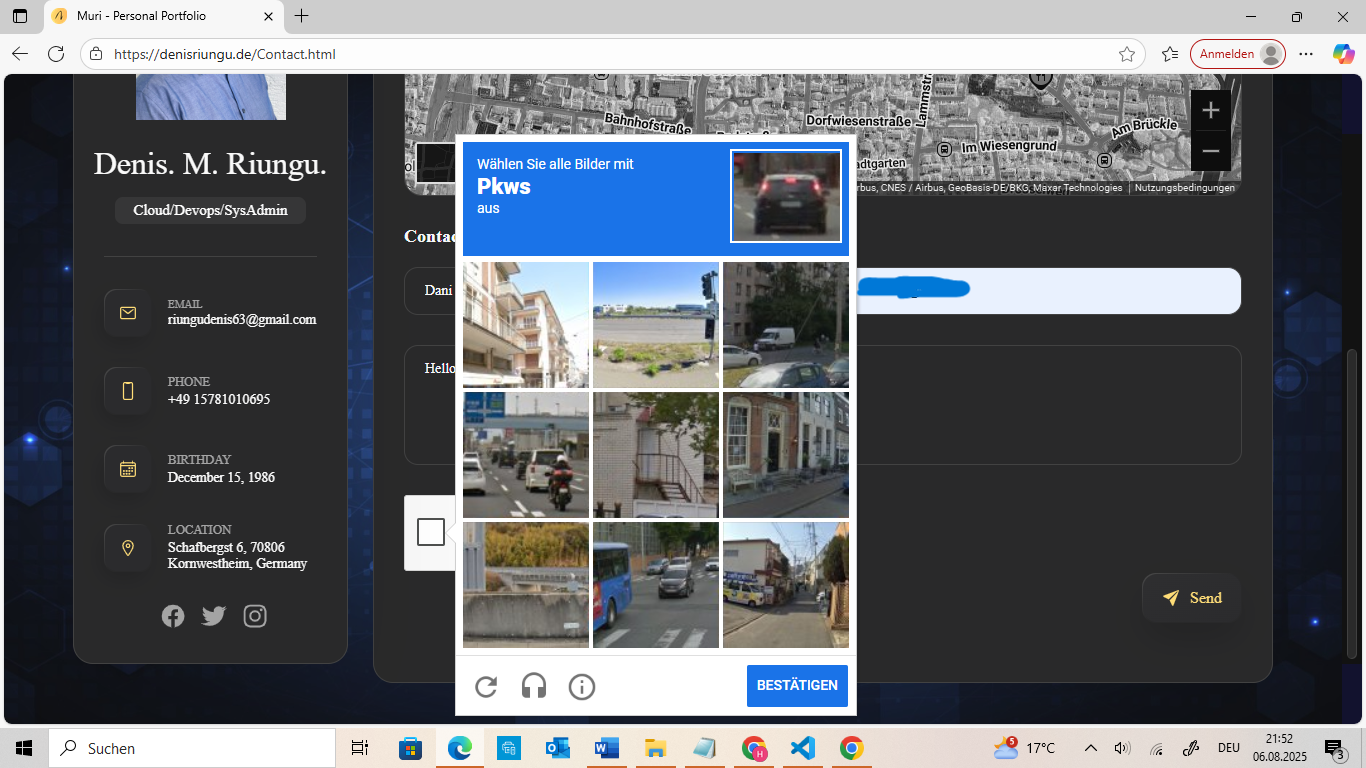 Muri - Personal Portfolio
https://denisriungu.de/Contact.html
Anmelden
Bahnhofstraße
Dorfwiesenstraße
Lammstr
Am Brückle
Im Wiesengrund
adtgarten
rbus, CNES / Airbus, GeoBasis-DE/BKG, Maxar Technologies
Nutzungsbedingungen
Denis. M. Riungu.
Cloud/Devops/SysAdmin
EMAIL
riungudenis63@gmail.com
PHONE
+49 15781010695
BIRTHDAY
December 15, 1986
LOCATION
Schafbergst 6, 70806
Kornwestheim, Germany
Wählen Sie alle Bilder mit
Pkws
aus
Contac
Dani
Hello
BESTÄTIGEN
Send
Suchen
H
5
17°C
DEU
21:52
06.08.2025
3